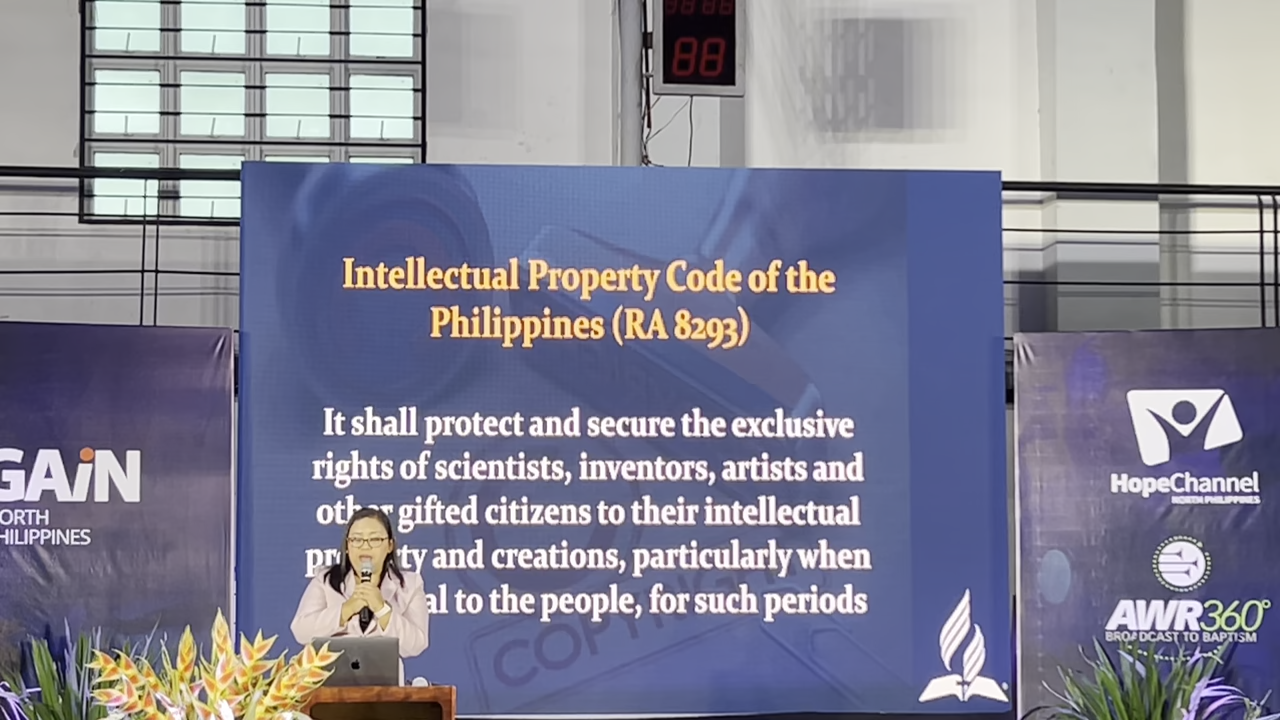 88
Intellectual Property Code of the
Philippines (RA 8293)
It shall protect and secure the exclusive
rights of scientists, inventors, artists and
other gifted citizens to their intellectual
and creations, particularly when
to the people, for such periods
COPYRIGHT
GAiN
HopeChannel
NORTH PHILIPPINES
AWR360°
BROADCAST TO BAPTISM